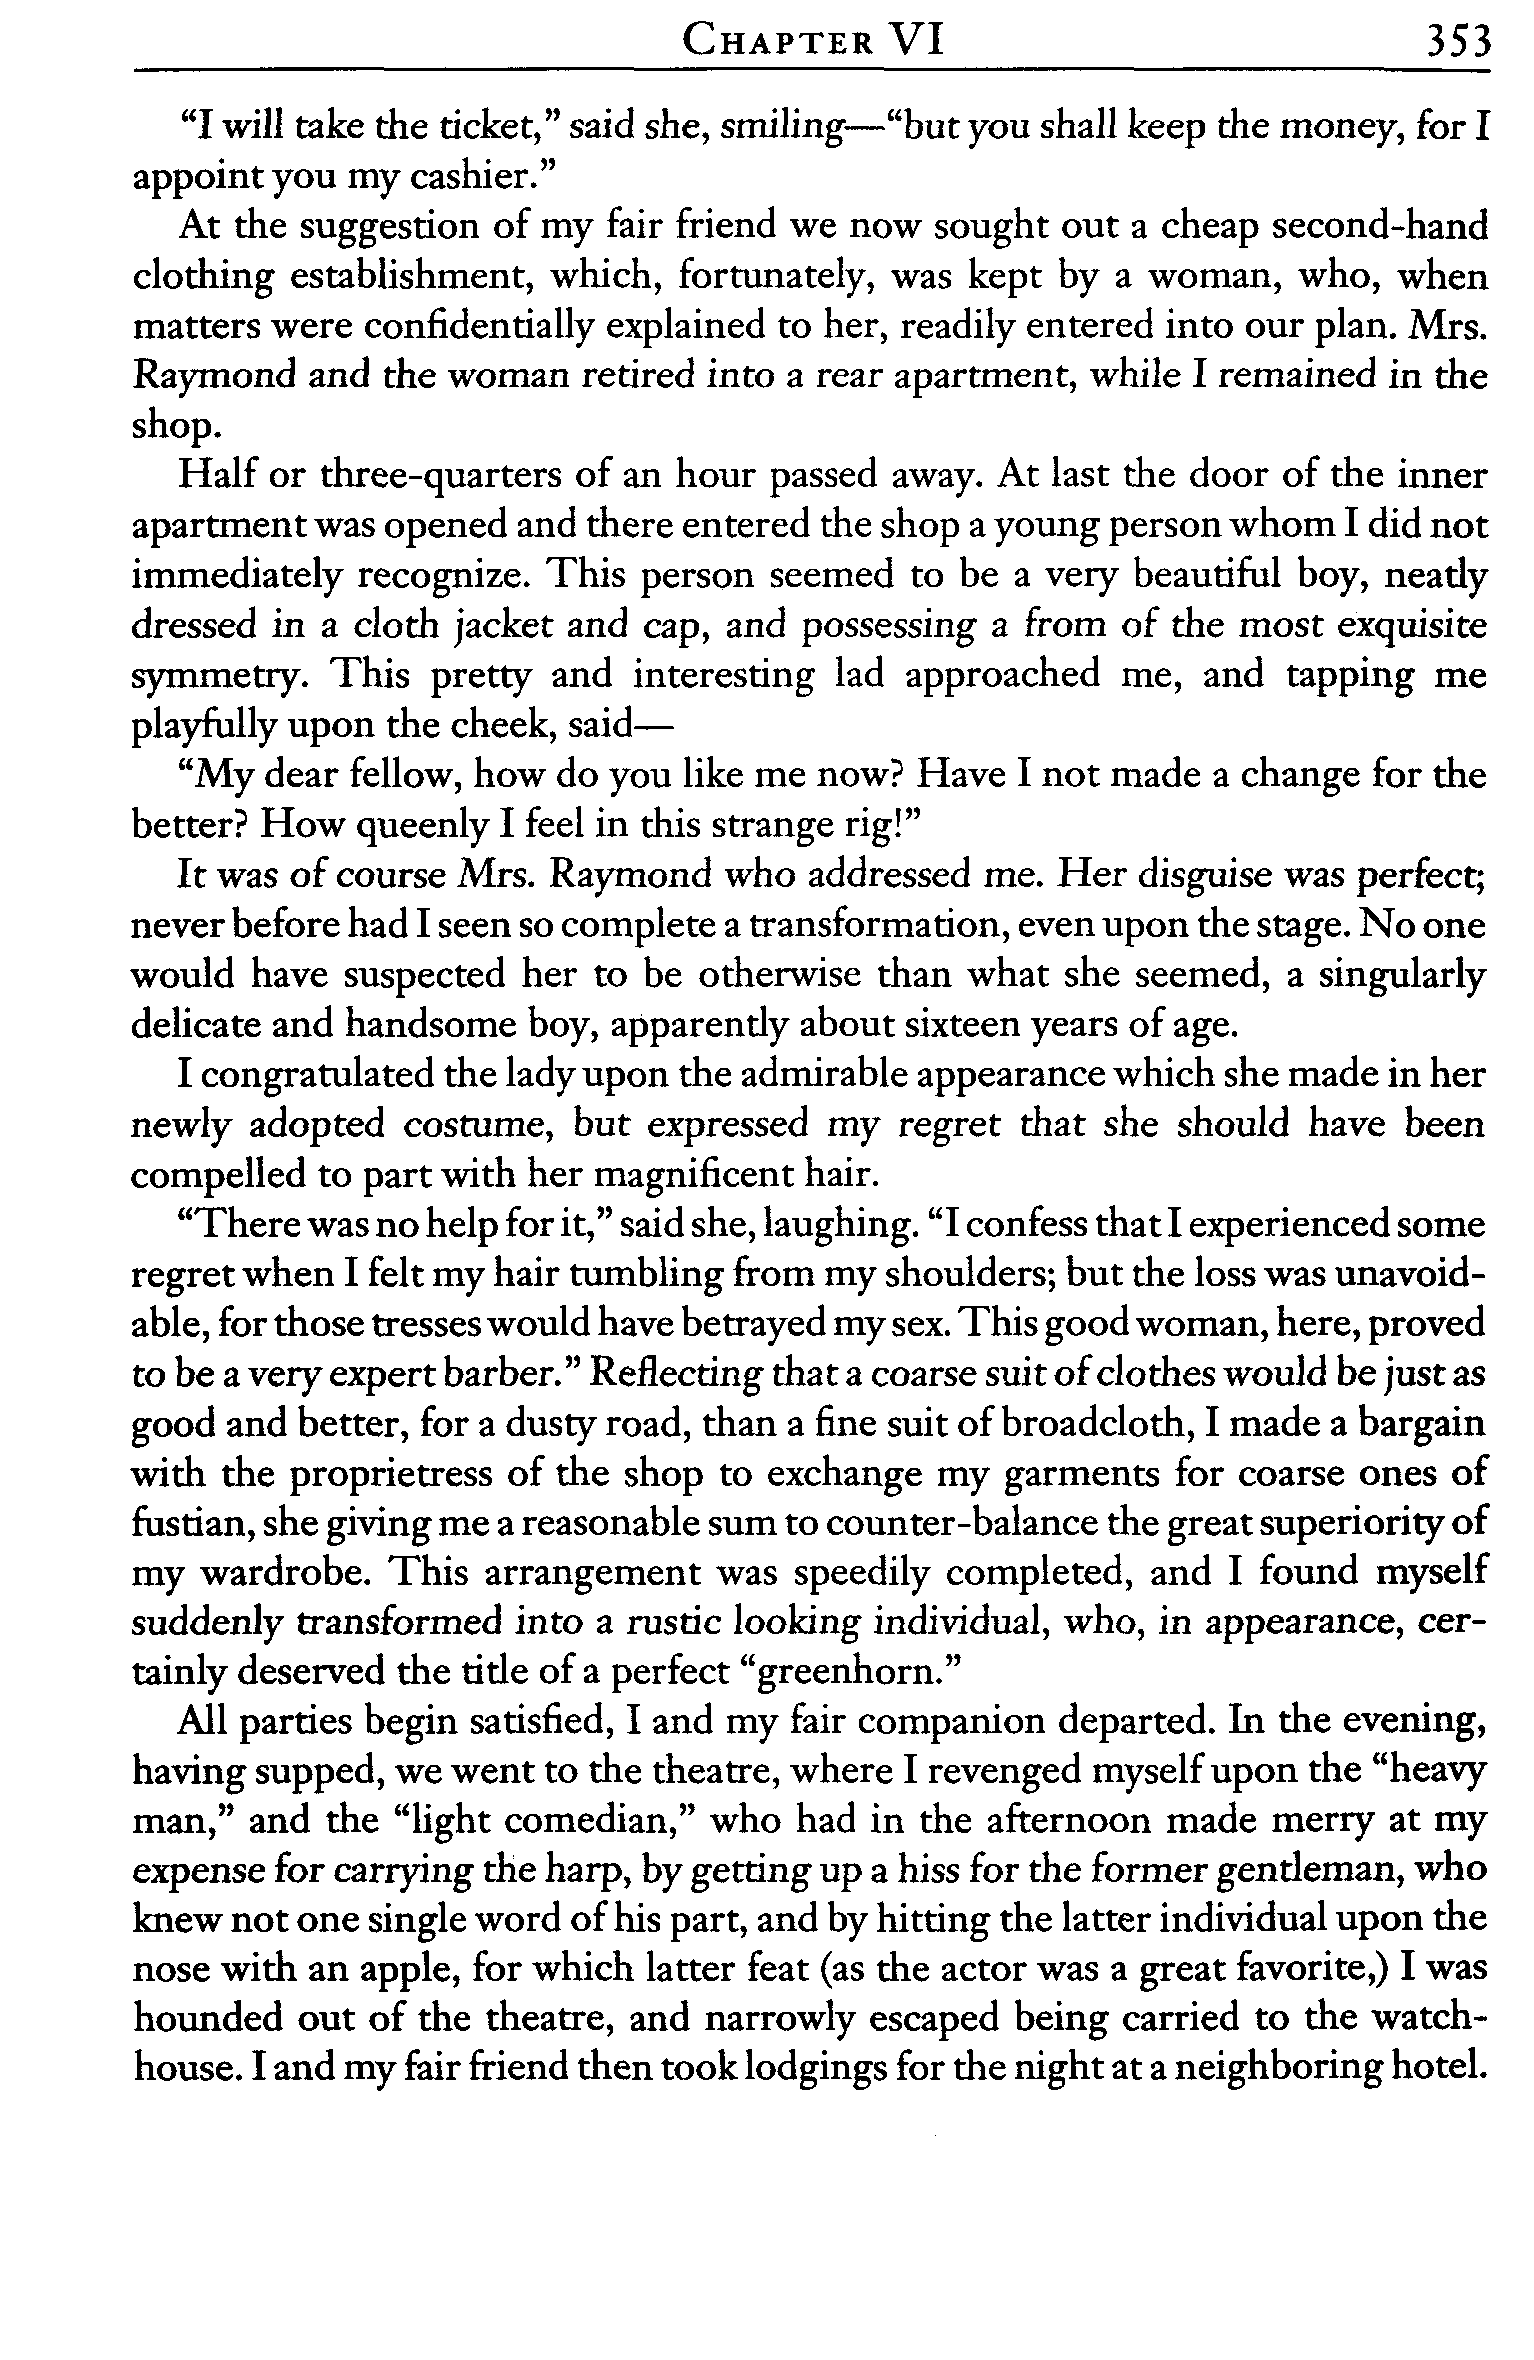 CHAPTER VI 353
“I will take the ticket,” said she, smiling—“but you shall keep the money, for I
appoint you my cashier.”
At the suggestion of my fair friend we now sought out a cheap second-hand
clothing establishment, which, fortunately, was kept by a woman, who, when
matters were confidentially explained to her, readily entered into our plan. Mrs.
Raymond and the woman retired into a rear apartment, while I remained in the
shop.
Half or three-quarters of an hour passed away. At last the door of the inner
apartment was opened and there entered the shop a young person whom I did not
immediately recognize. This person seemed to be a very beautiful boy, neatly
dressed in a cloth jacket and cap, and possessing a from of the most exquisite
symmetry. This pretty and interesting lad approached me, and tapping me
playfully upon the cheek, said—
“My dear fellow, how do you like me now? Have I not made a change for the
better? How queenly I feel in this strange rig!”
It was of course Mrs. Raymond who addressed me. Her disguise was perfect;
never before had I seen so complete a transformation, even upon the stage. No one
would have suspected her to be otherwise than what she seemed, a singularly
delicate and handsome boy, apparently about sixteen years of age.
I congratulated the lady upon the admirable appearance which she made in her
newly adopted costume, but expressed my regret that she should have been
compelled to part with her magnificent hair.
“There was no help for it,” said she, laughing. “I confess that I experienced some
regret when I felt my hair tumbling from my shoulders; but the loss was unavoid-
able, for those tresses would have betrayed my sex. This good woman, here, proved
to be a very expert barber.” Reflecting that a coarse suit of clothes would be just as
good and better, for a dusty road, than a fine suit of broadcloth, I made a bargain
with the proprietress of the shop to exchange my garments for coarse ones of
fustian, she giving me a reasonable sum to counter-balance the great superiority of
my wardrobe. This arrangement was speedily completed, and I found myself
suddenly transformed into a rustic looking individual, who, in appearance, cer-
tainly deserved the title of a perfect “greenhorn.”
All parties begin satisfied, I and my fair companion departed. In the evening,
having supped, we went to the theatre, where I revenged myself upon the “heavy
man,” and the “light comedian,” who had in the afternoon made merry at my
expense for carrying the harp, by getting up a hiss for the former gentleman, who
knew not one single word of his part, and by hitting the latter individual upon the
nose with an apple, for which latter feat (as the actor was a great favorite,) I was
hounded out of the theatre, and narrowly escaped being carried to the watch-
house. I and my fair friend then took lodgings for the night at a neighboring hotel.